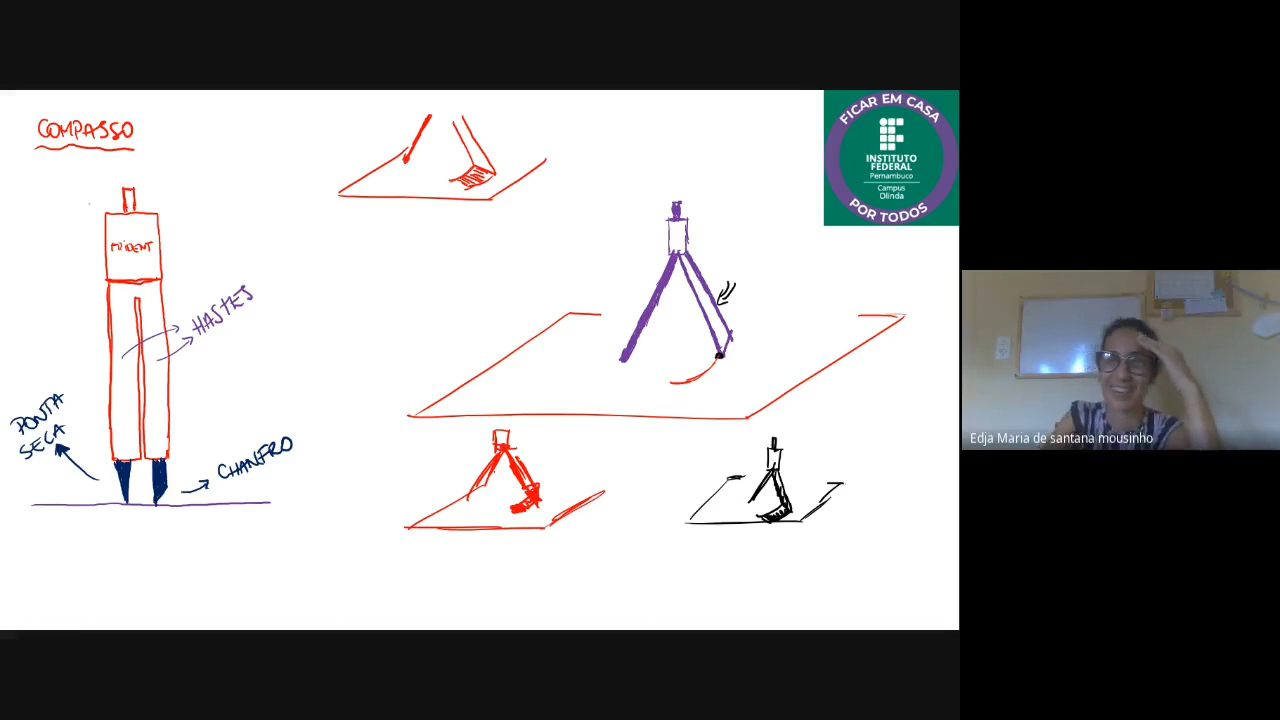 COMPASSO
TRIDENT
HASTES
PONTA
SECA
CHANFRO
FICAR EM CASA
INSTITUTO
FEDERAL
Pernambuco
Campus
Olinda
POR TODOS
Edja Maria de santana mousinho